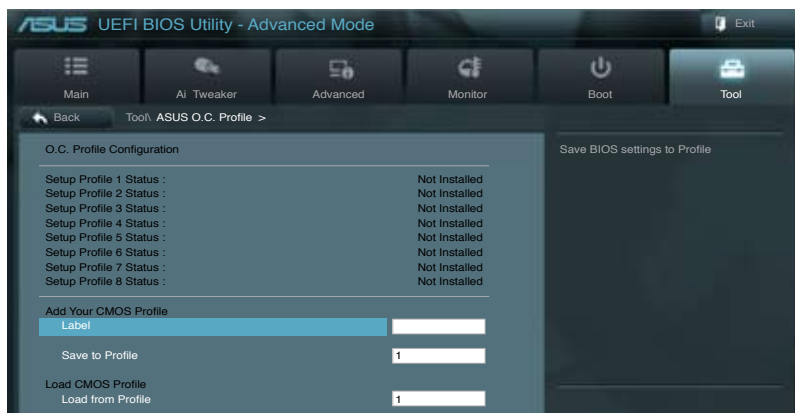 ASUS UEFI BIOS Utility - Advanced Mode
Exit
Main
Ai Tweaker
Advanced
Monitor
Boot
Tool
Back
Tool\ ASUS O.C. Profile >
O.C. Profile Configuration
Save BIOS settings to Profile
Setup Profile 1 Status : Not Installed
Setup Profile 2 Status : Not Installed
Setup Profile 3 Status : Not Installed
Setup Profile 4 Status : Not Installed
Setup Profile 5 Status : Not Installed
Setup Profile 6 Status : Not Installed
Setup Profile 7 Status : Not Installed
Setup Profile 8 Status : Not Installed
Add Your CMOS Profile
Label
Save to Profile 1
Load CMOS Profile
Load from Profile 1